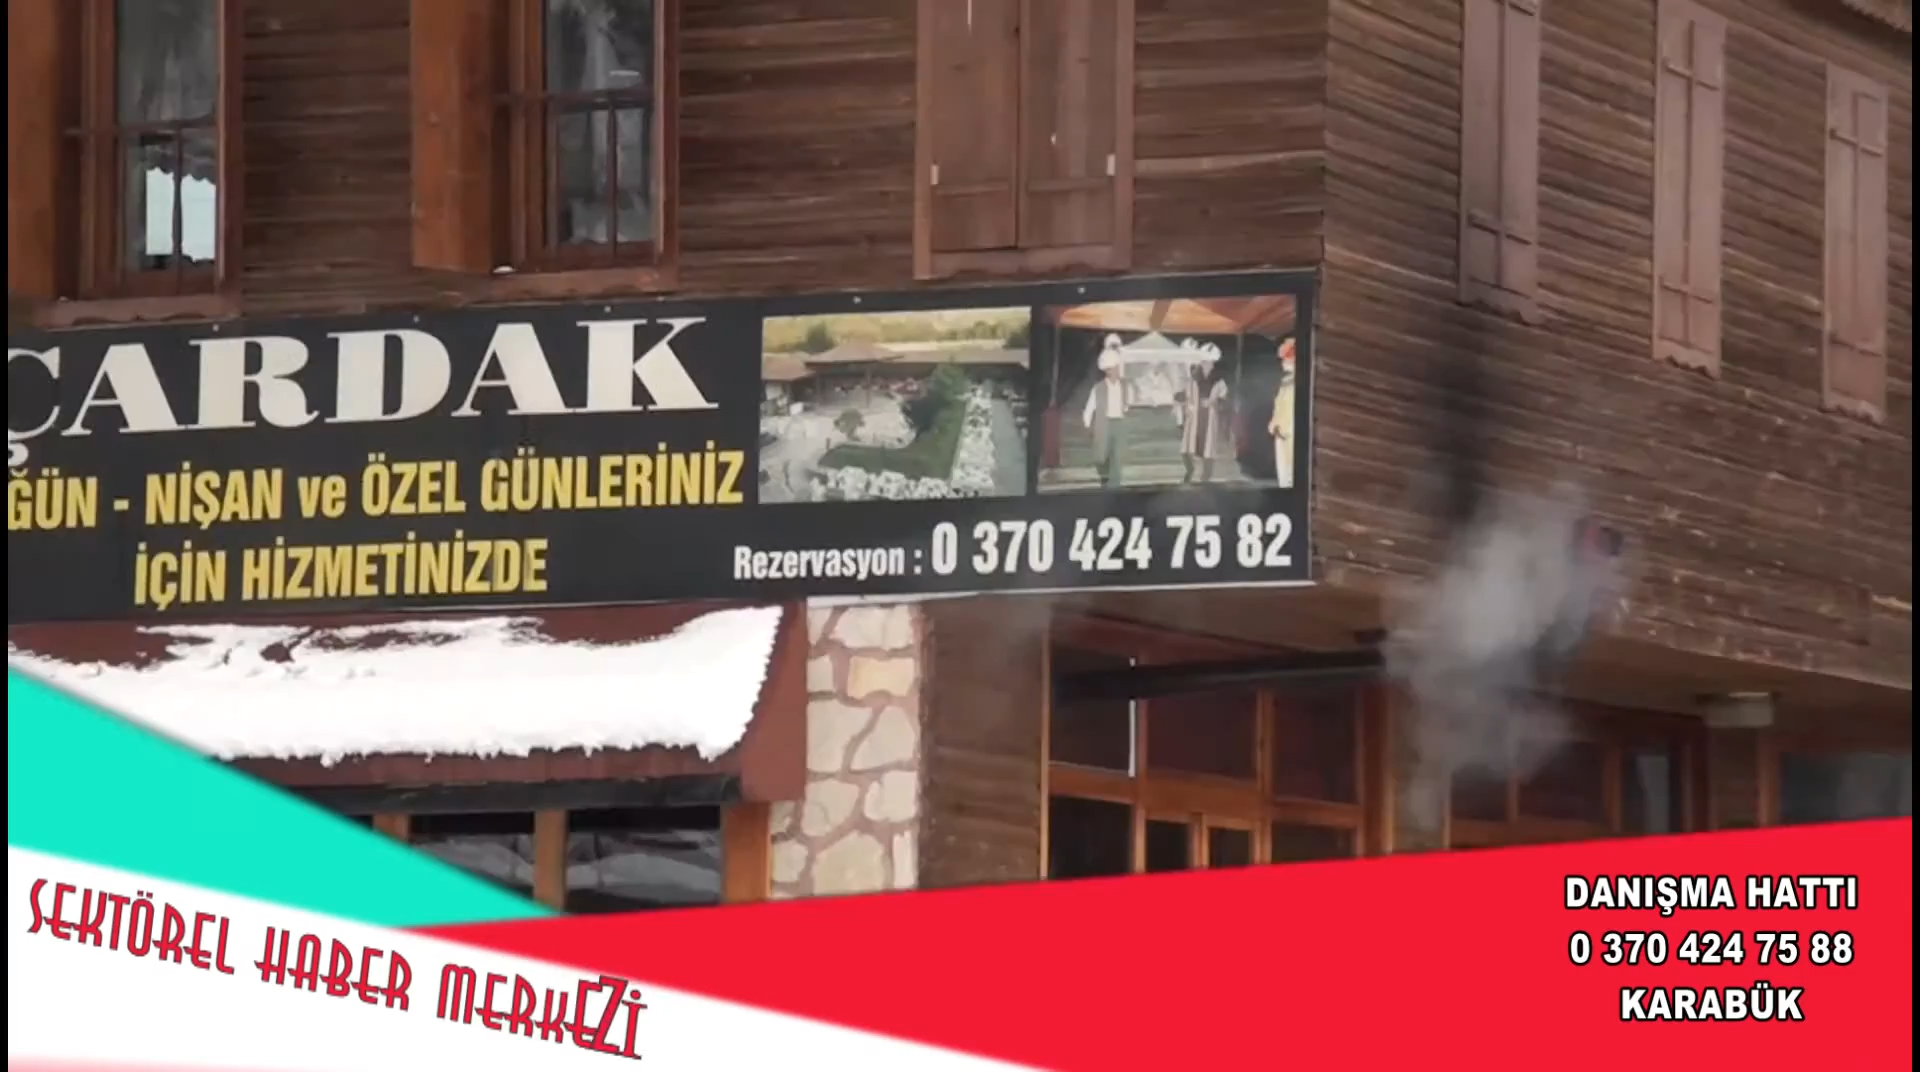 ÇARDAK
ĞÜN - NİŞAN ve ÖZEL GÜNLERİNİZ
İÇİN HİZMETİNİZDE
Rezervasyon : 0 370 424 75 82
SEKTÖREL HABER MERKEZİ
DANIŞMA HATTI
0 370 424 75 88
KARABÜK